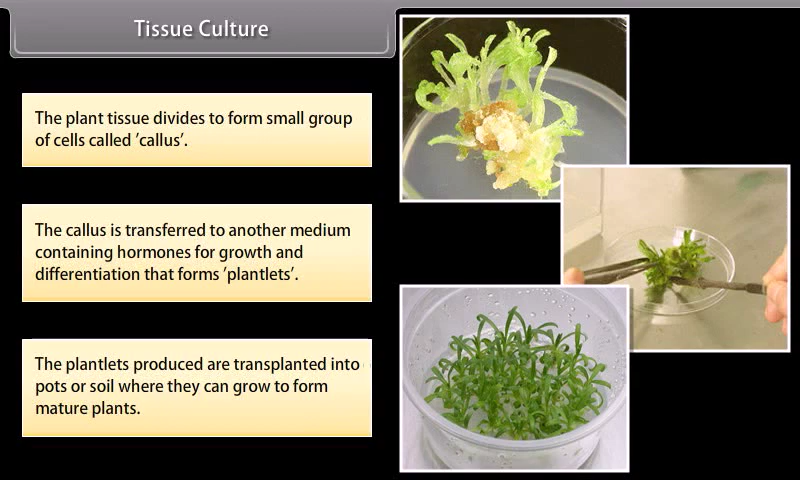 Tissue Culture
The plant tissue divides to form small group
of cells called ‘callus’.
The callus is transferred to another medium
containing hormones for growth and
differentiation that forms ‘plantlets’.
The plantlets produced are transplanted into
pots or soil where they can grow to form
mature plants.